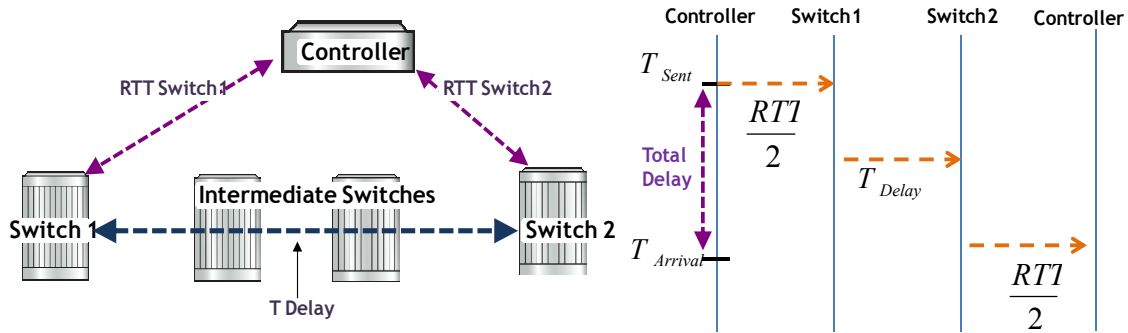 Controller
RTT Switch1
RTT Switch2
Intermediate Switches
Switch 1
Switch 2
T Delay
Controller
Switch1
Switch2
Controller
T Sent
RTT
2
Total
Delay
T Delay
T Arrival
RTT
2